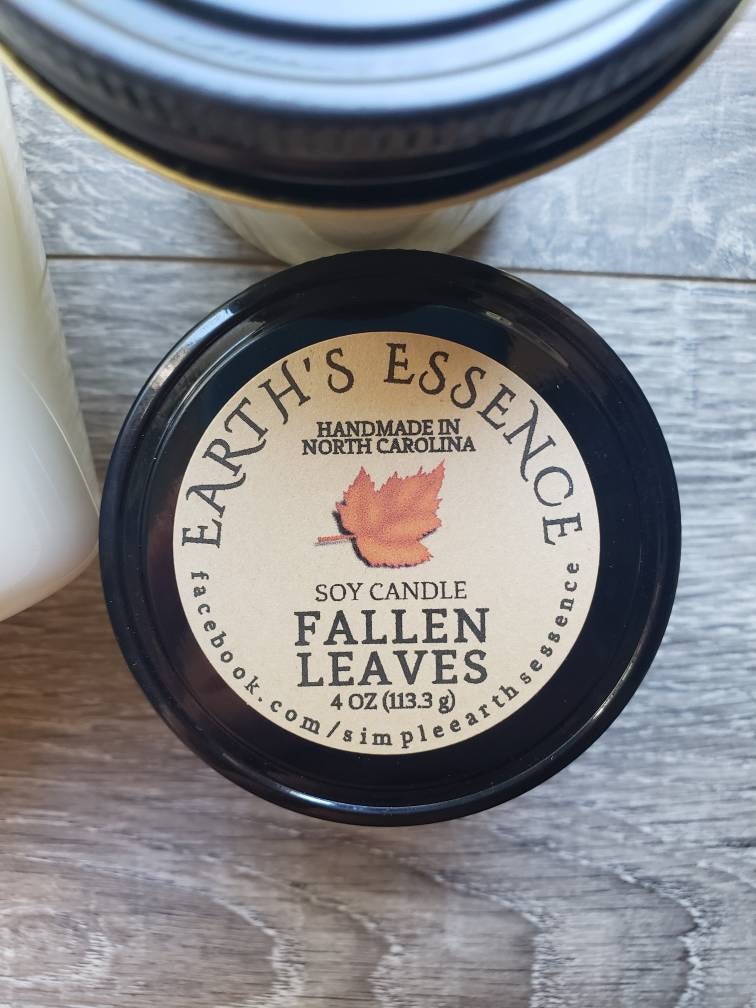 EARTH'S ESSENCE
HANDMADE IN
NORTH CAROLINA
SOY CANDLE
FALLEN
LEAVES
4 OZ (113.3 g)
facebook.com/simpleearthsessence